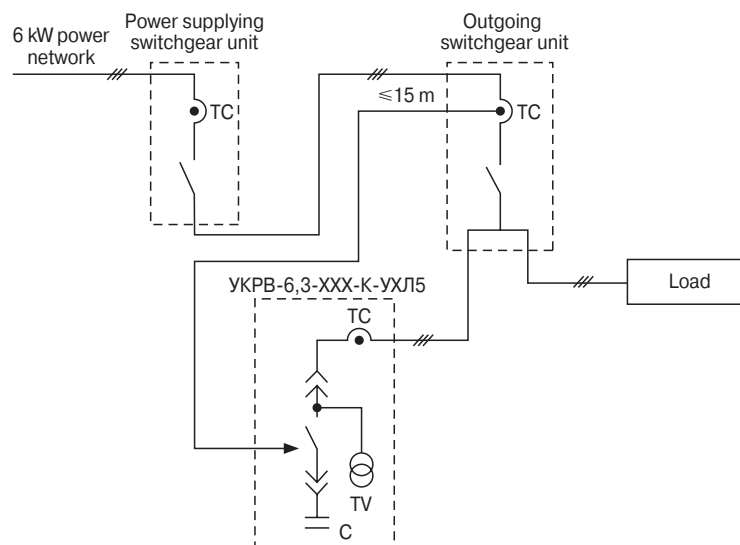 6 kW power
network
Power supplying
switchgear unit
Outgoing
switchgear unit
TC
≤15 m
TC
УКРВ-6,3-ХХХ-К-УХЛ5
TC
Load
TV
C